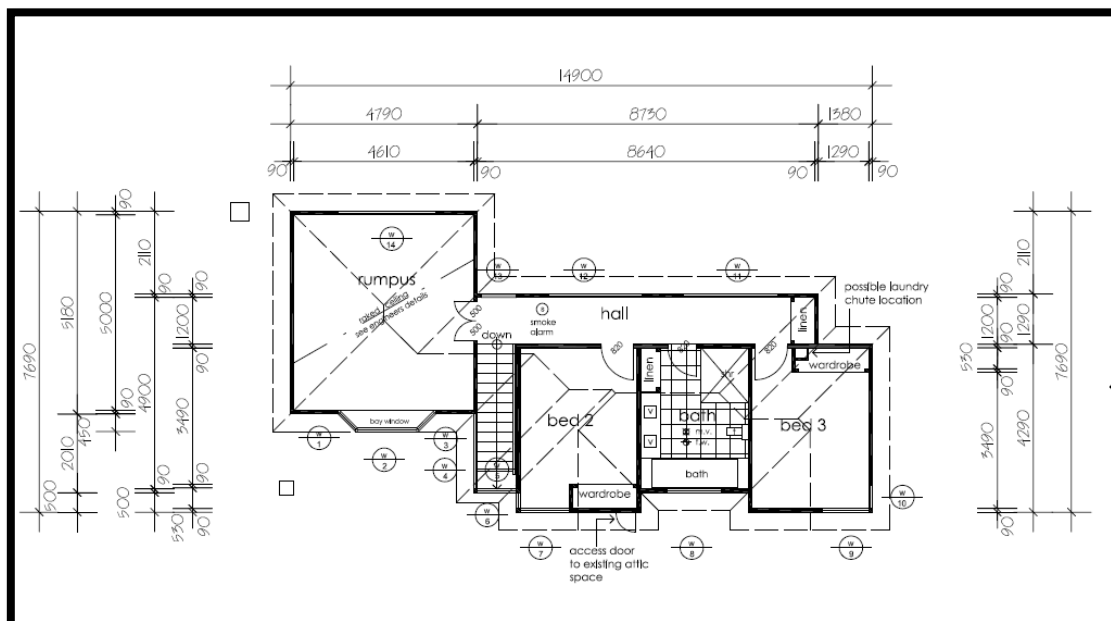 14900
4790 8730 1380
4610 8640 1290
90 90 90 90
7690
5180
2010
500
90
5000
450
500
2110
90
4900
90
530
90
1200
90
3490
90
90
w
14
rumpus
raked ceiling
see engineers details
bay window
w
1
w
2
w
3
w
4
w
5
w
6
w
7
w
8
w
9
w
10
w
11
w
12
w
13
500
500
down
smoke
alarm
hall
linen
possible laundry
chute location
820
820
linen
shr
wardrobe
bed 2
bath
bed 3
v
v
m.v.
f.w.
bath
wardrobe
access door
to existing attic
space
530
90
1200
90
3490
90
2110
90
1290
90
4290
7690